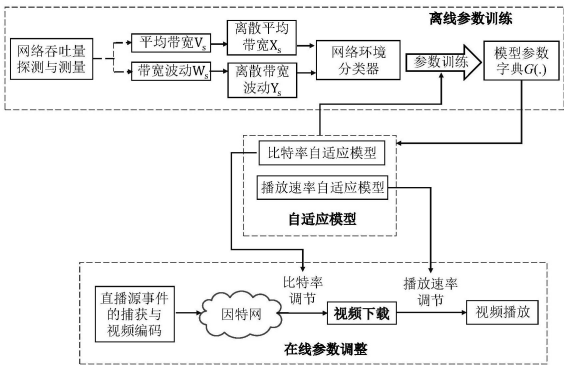 离线参数训练
网络吞吐量
探测与测量
平均带宽Vs
带宽波动Ws
离散平均
带宽Xs
离散带宽
波动Ys
网络环境
分类器
参数训练
模型参数
字典G(.)
比特率自适应模型
播放速率自适应模型
自适应模型
比特率
调节
播放速率
调节
直播源事件
的捕获与
视频编码
因特网
视频下载
视频播放
在线参数调整